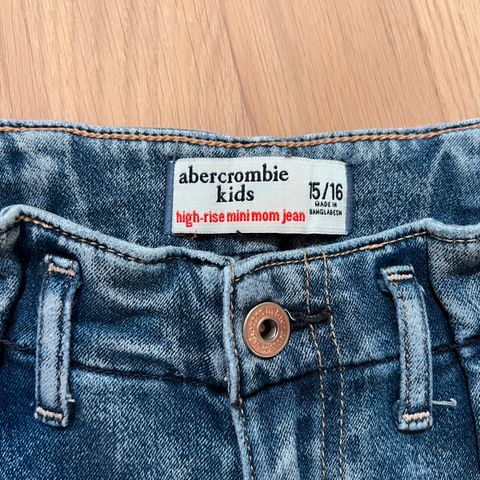 abercrombie
kids
high-rise mini mom jean
15/16
MADE IN
BANGLADESH